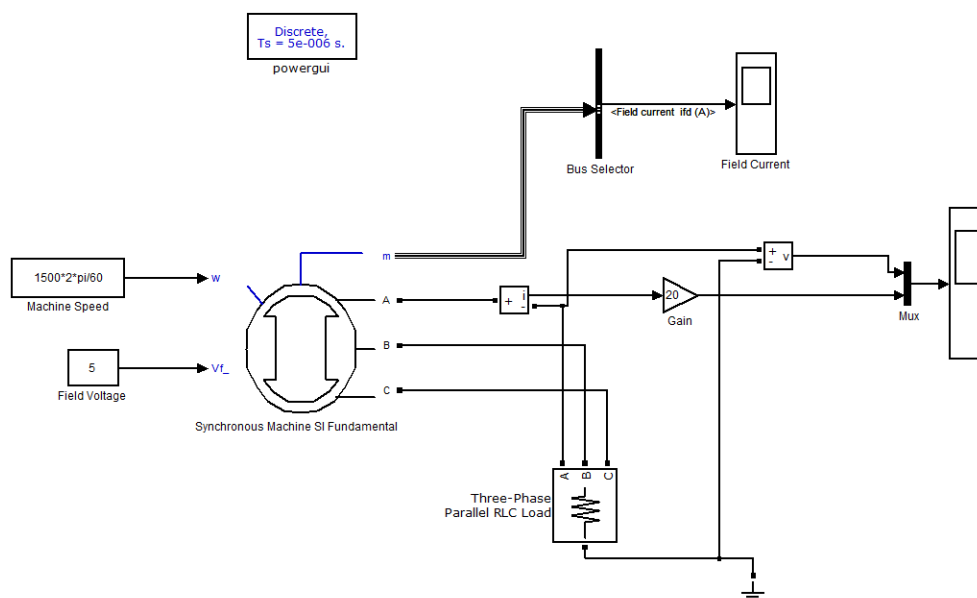 Discrete,
Ts = 5e-006 s.
powergui
<Field current ifd (A)>
Bus Selector
Field Current
m
1500*2*pi/60
w
Machine Speed
A
+
i
-
20
Gain
+
-
v
Mux
B
5
Vf_
Field Voltage
C
Synchronous Machine SI Fundamental
A
B
C
Three-Phase
Parallel RLC Load